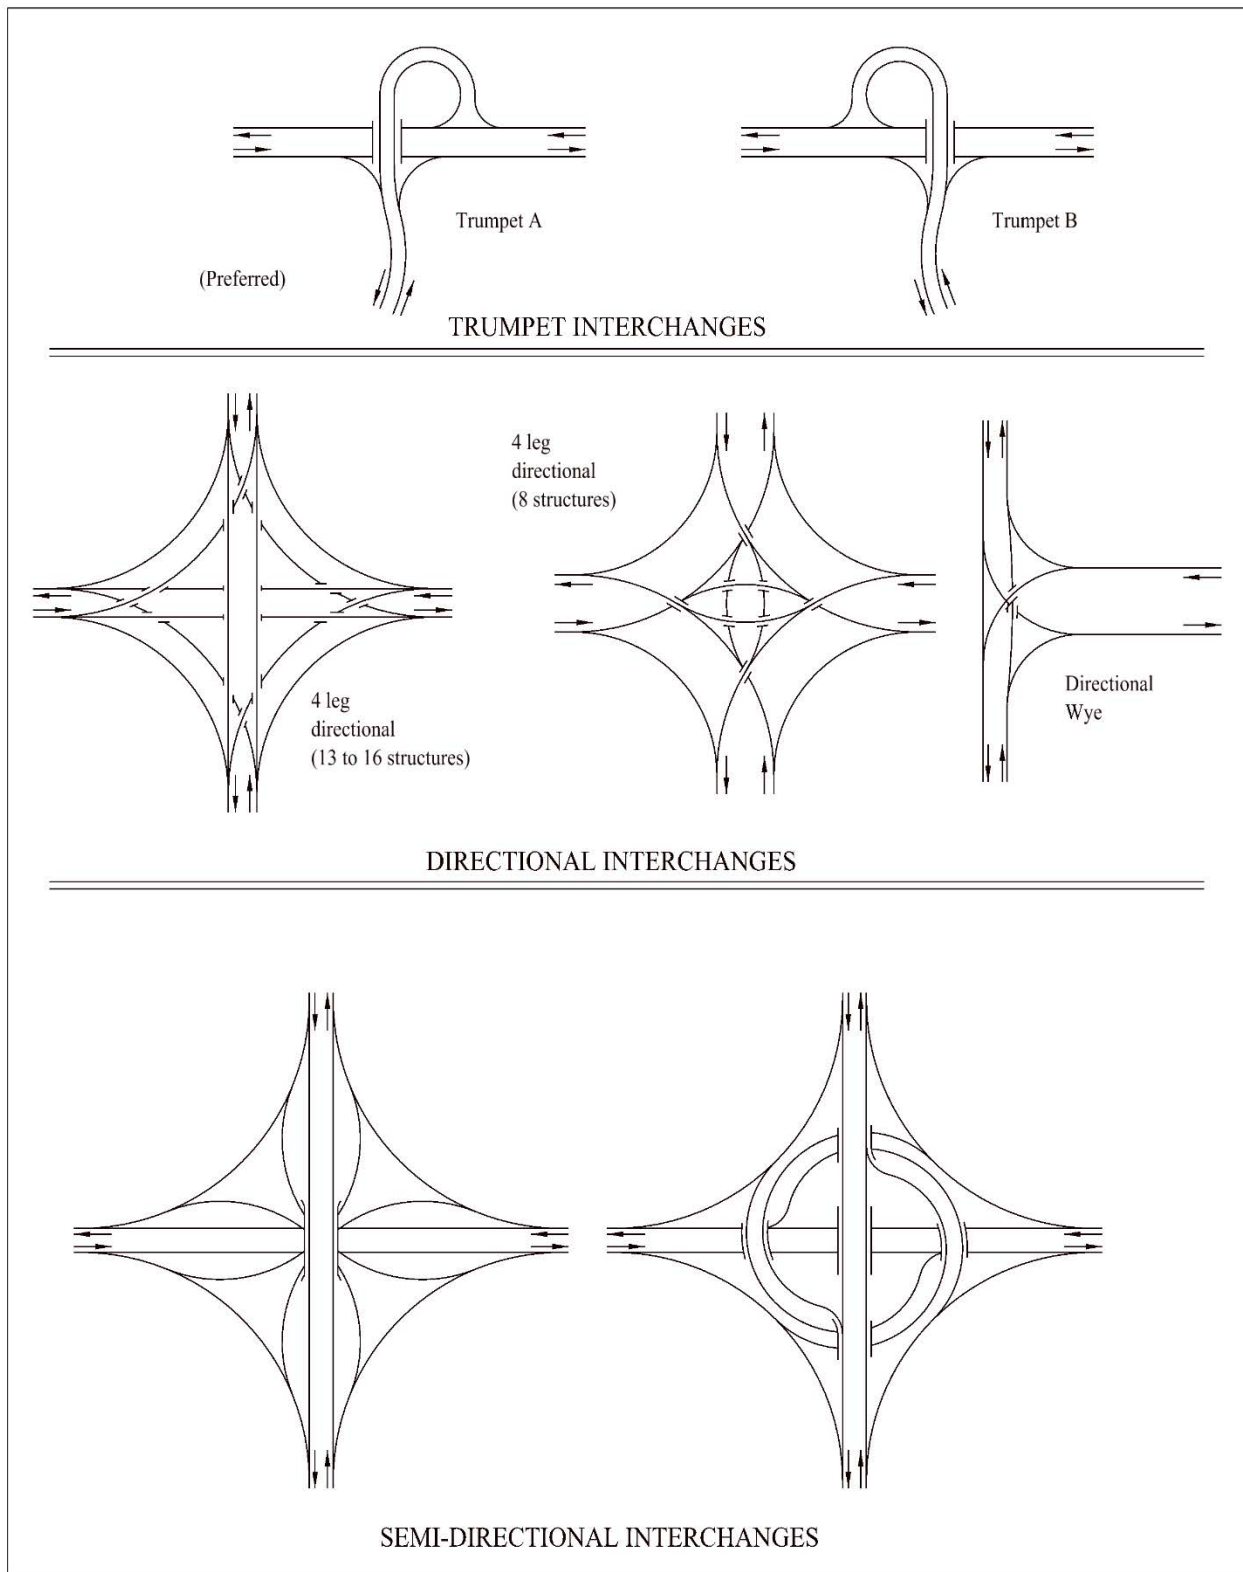 Trumpet A
Trumpet B
(Preferred)
TRUMPET INTERCHANGES
4 leg
directional
(13 to 16 structures)
4 leg
directional
(8 structures)
Directional
Wye
DIRECTIONAL INTERCHANGES
SEMI-DIRECTIONAL INTERCHANGES